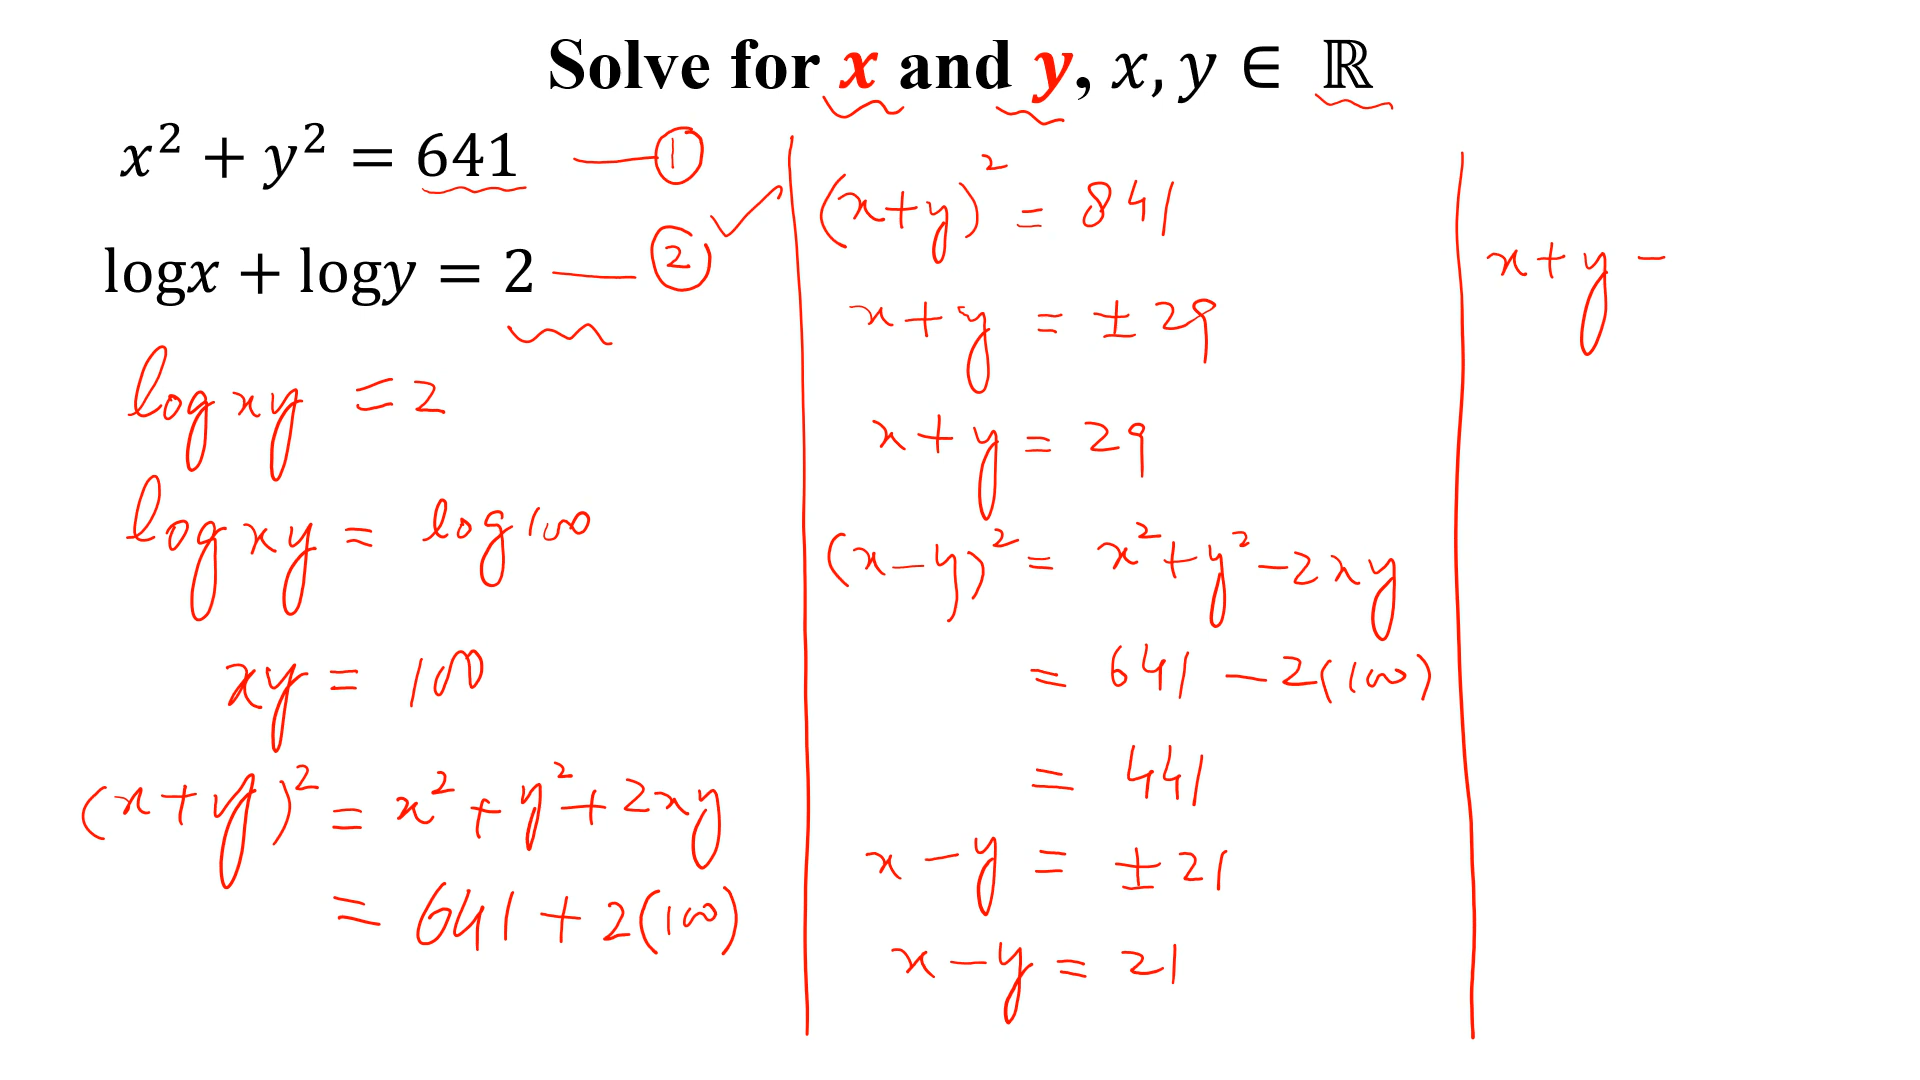 Solve for x and y, x, y ∈ ℝ
x² + y² = 641 —①
logx + logy = 2 —②
log xy = 2
log xy = log 100
xy = 100
(x+y)² = x² + y² + 2xy
= 641 + 2(100)
(x+y)² = 841
x+y = ±29
x+y = 29
(x-y)² = x² + y² - 2xy
= 641 - 2(100)
= 441
x-y = ±21
x-y = 21
x+y -